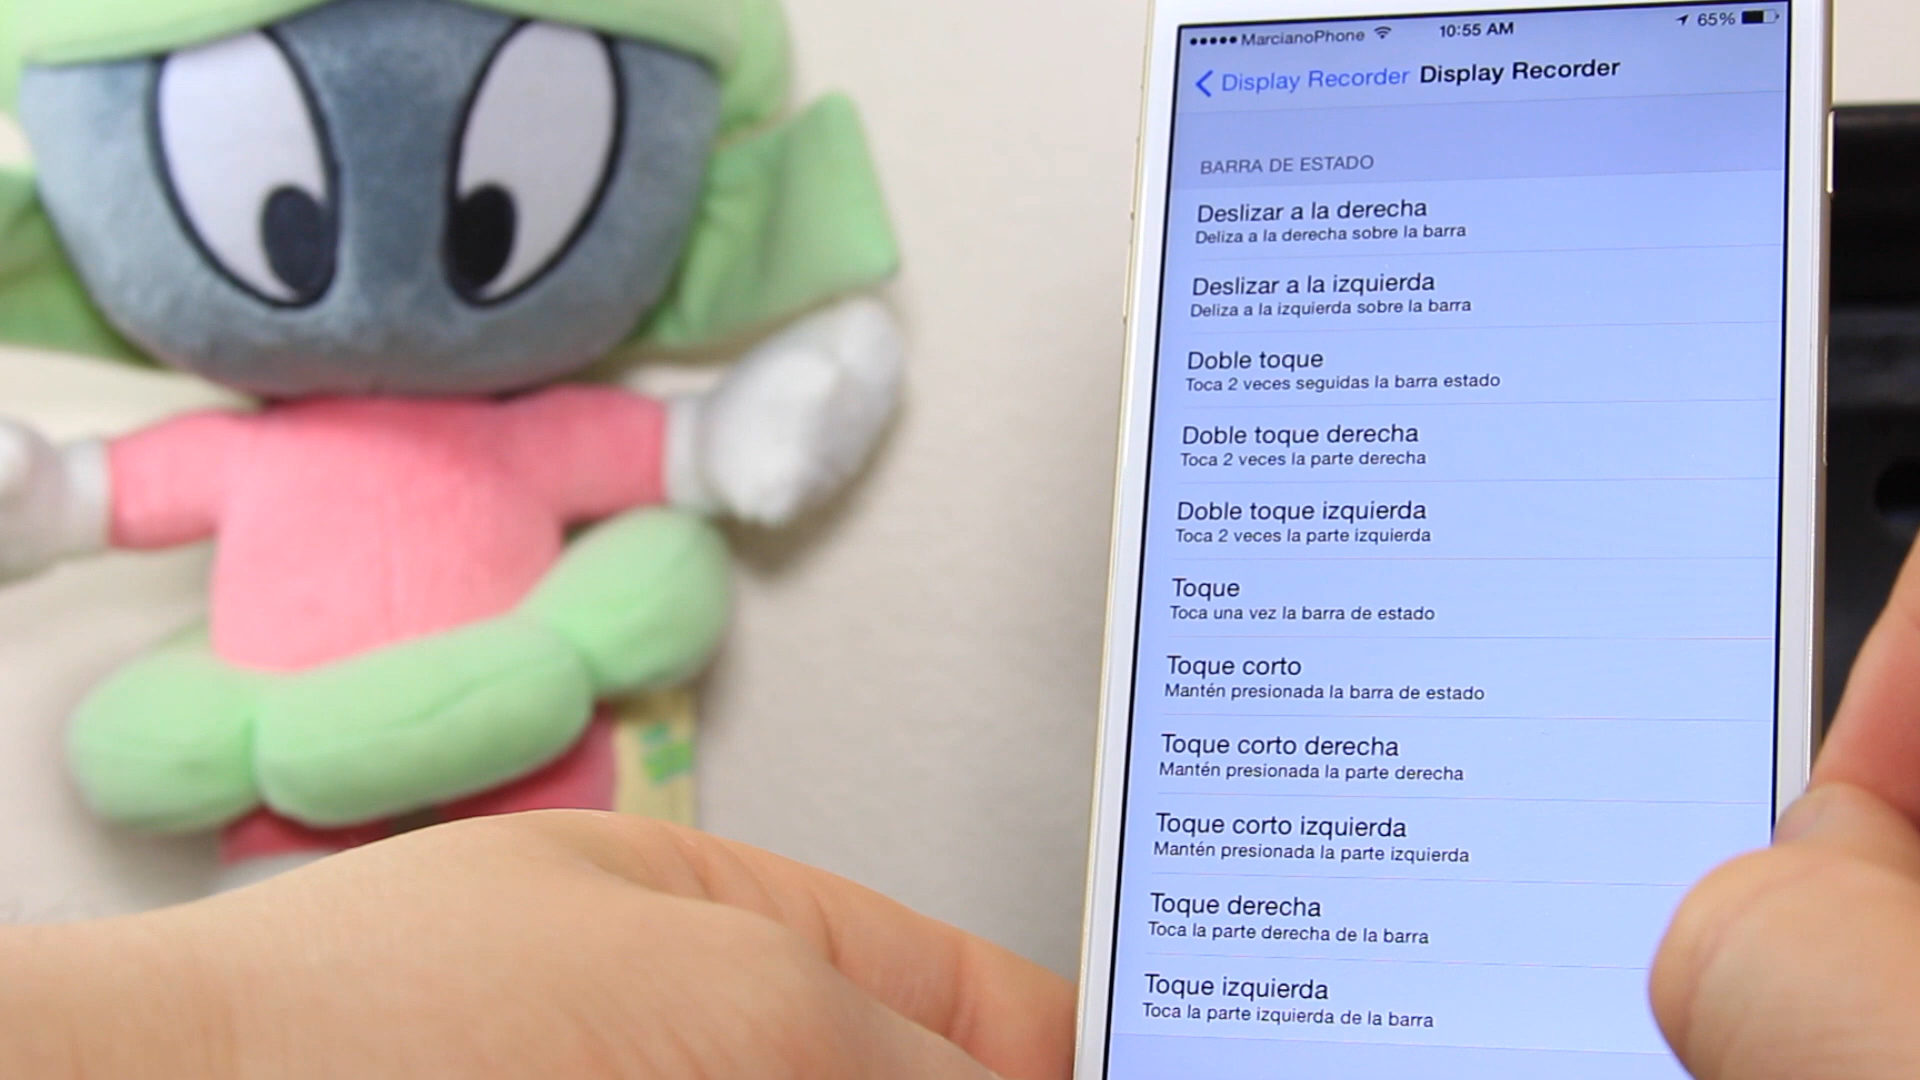 MarcianoPhone 10:55 AM 65%
Display Recorder Display Recorder
BARRA DE ESTADO
Deslizar a la derecha
Deliza a la derecha sobre la barra
Deslizar a la izquierda
Deliza a la izquierda sobre la barra
Doble toque
Toca 2 veces seguidas la barra estado
Doble toque derecha
Toca 2 veces la parte derecha
Doble toque izquierda
Toca 2 veces la parte izquierda
Toque
Toca una vez la barra de estado
Toque corto
Mantén presionada la barra de estado
Toque corto derecha
Mantén presionada la parte derecha
Toque corto izquierda
Mantén presionada la parte izquierda
Toque derecha
Toca la parte derecha de la barra
Toque izquierda
Toca la parte izquierda de la barra